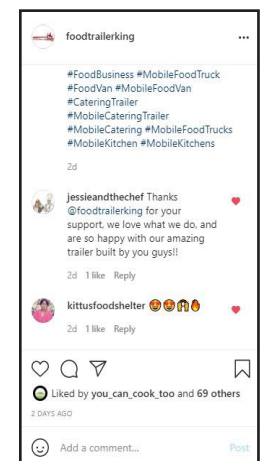 foodtrailerking
#FoodBusiness #MobileFoodTruck
#FoodVan #MobileFoodVan
#CateringTrailer
#MobileCateringTrailer
#MobileCatering #MobileFoodTrucks
#MobileKitchen #MobileKitchens
2d
jessieandthechef Thanks
@foodtrailerking for your
support, we love what we do, and
are so happy with our amazing
trailer built by you guys!!
2d 1 like Reply
kittusfoodshelter 😍😍🙌🔥
2d 1 like Reply
Liked by you_can_cook_too and 69 others
2 DAYS AGO
Add a comment... Post